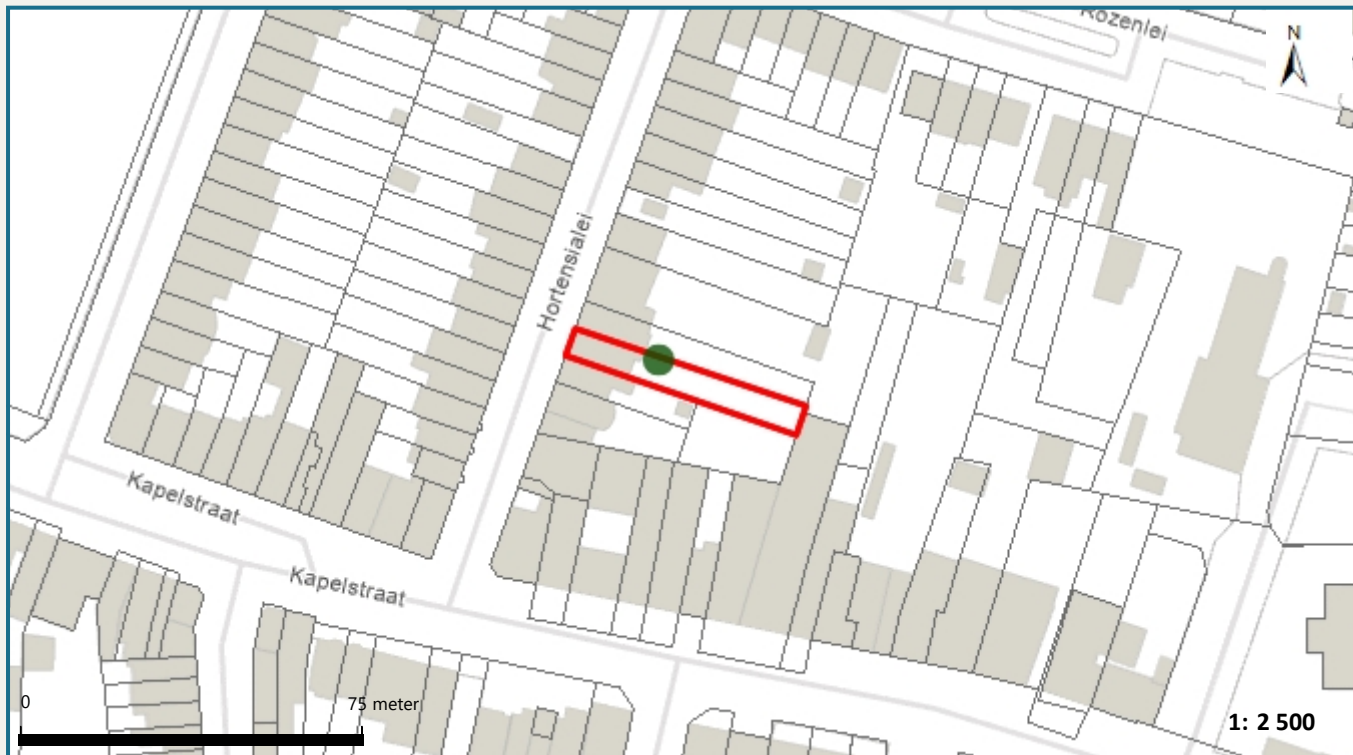 Rozenlei
N
Hortensialei
Kapelstraat
Kapelstraat
0
75 meter
1: 2 500